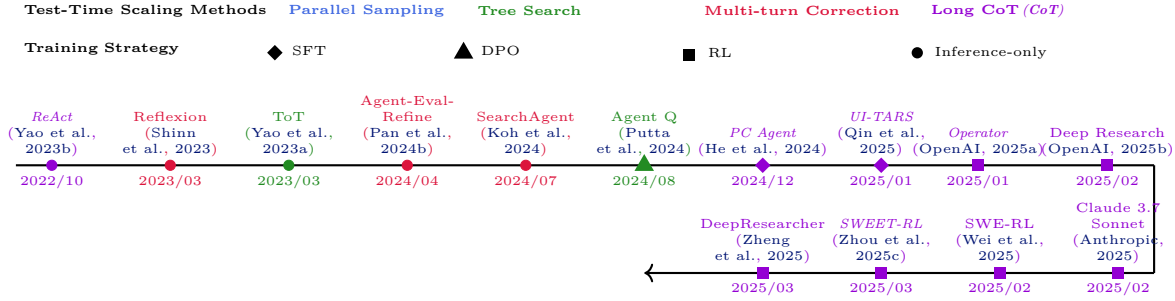 Test-Time Scaling Methods Parallel Sampling Tree Search Multi-turn Correction Long CoT (CoT)
Training Strategy SFT DPO RL Inference-only
ReAct
(Yao et al.,
2023b)
2022/10
Reflexion
(Shinn
et al., 2023)
2023/03
ToT
(Yao et al.,
2023a)
2023/03
Agent-Eval-
Refine
(Pan et al.,
2024b)
2024/04
SearchAgent
(Koh et al.,
2024)
2024/07
Agent Q
(Putta
et al., 2024)
2024/08
PC Agent
(He et al., 2024)
2024/12
UI-TARS
(Qin et al.,
2025)
2025/01
Operator
(OpenAI, 2025a)
2025/01
Deep Research
(OpenAI, 2025b)
2025/02
DeepResearcher
(Zheng
et al., 2025)
2025/03
SWEET-RL
(Zhou et al.,
2025c)
2025/03
SWE-RL
(Wei et al.,
2025)
2025/02
Claude 3.7
Sonnet
(Anthropic,
2025)
2025/02